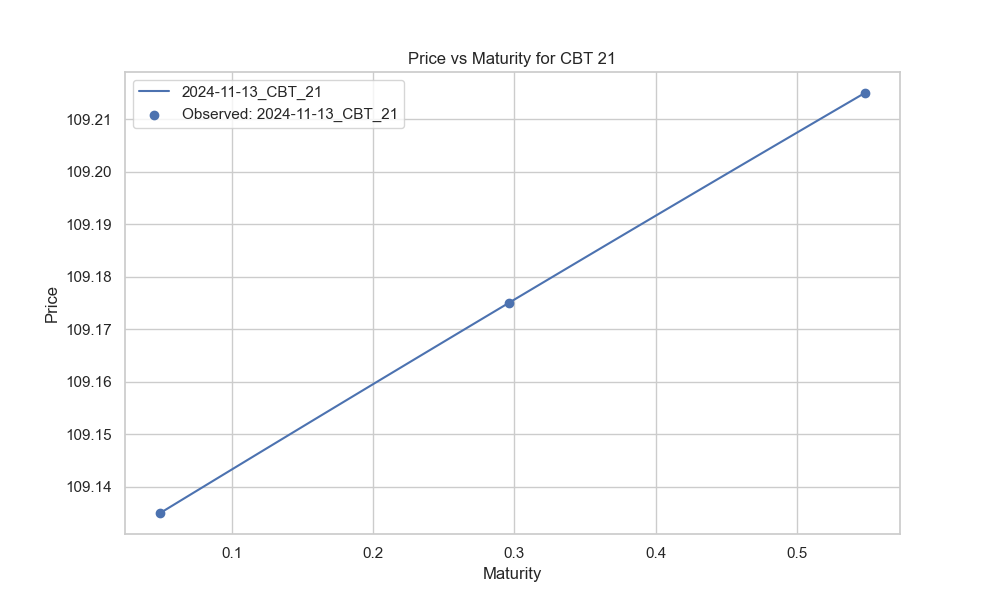 Price vs Maturity for CBT 21
2024-11-13_CBT_21
Observed: 2024-11-13_CBT_21
Price
109.21
109.20
109.19
109.18
109.17
109.16
109.15
109.14
0.1 0.2 0.3 0.4 0.5
Maturity